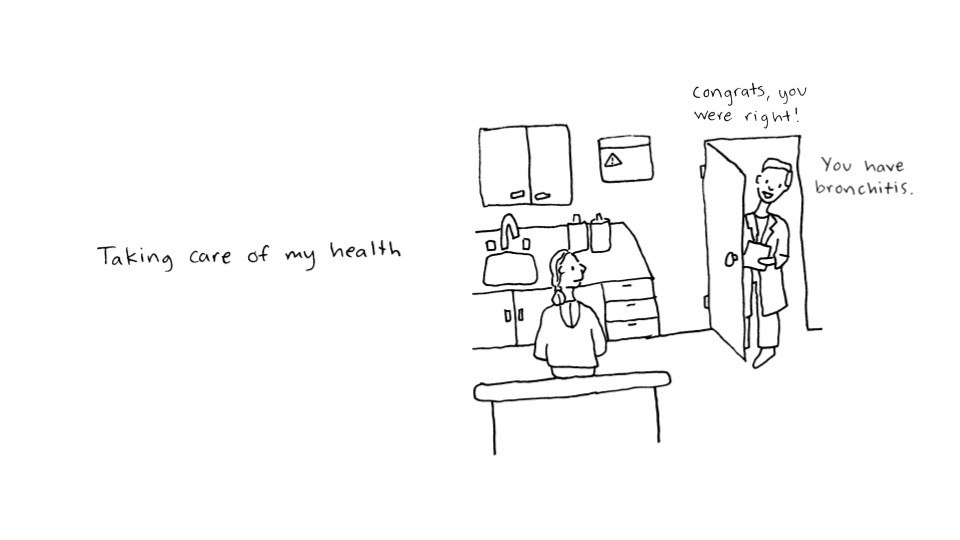 Taking care of my health
Congrats, you
were right!
You have
bronchitis.